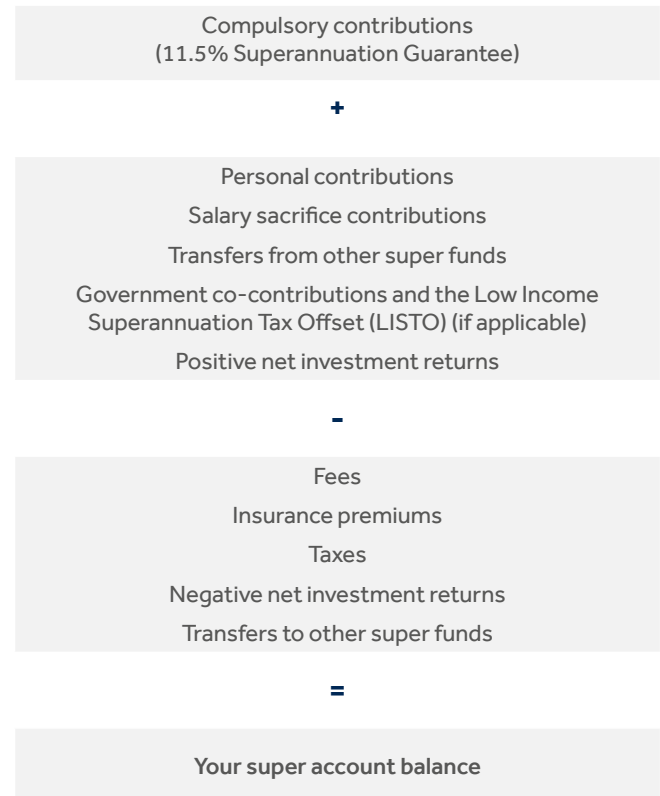 Compulsory contributions
(11.5% Superannuation Guarantee)
+
Personal contributions
Salary sacrifice contributions
Transfers from other super funds
Government co-contributions and the Low Income
Superannuation Tax Offset (LISTO) (if applicable)
Positive net investment returns
-
Fees
Insurance premiums
Taxes
Negative net investment returns
Transfers to other super funds
=
Your super account balance